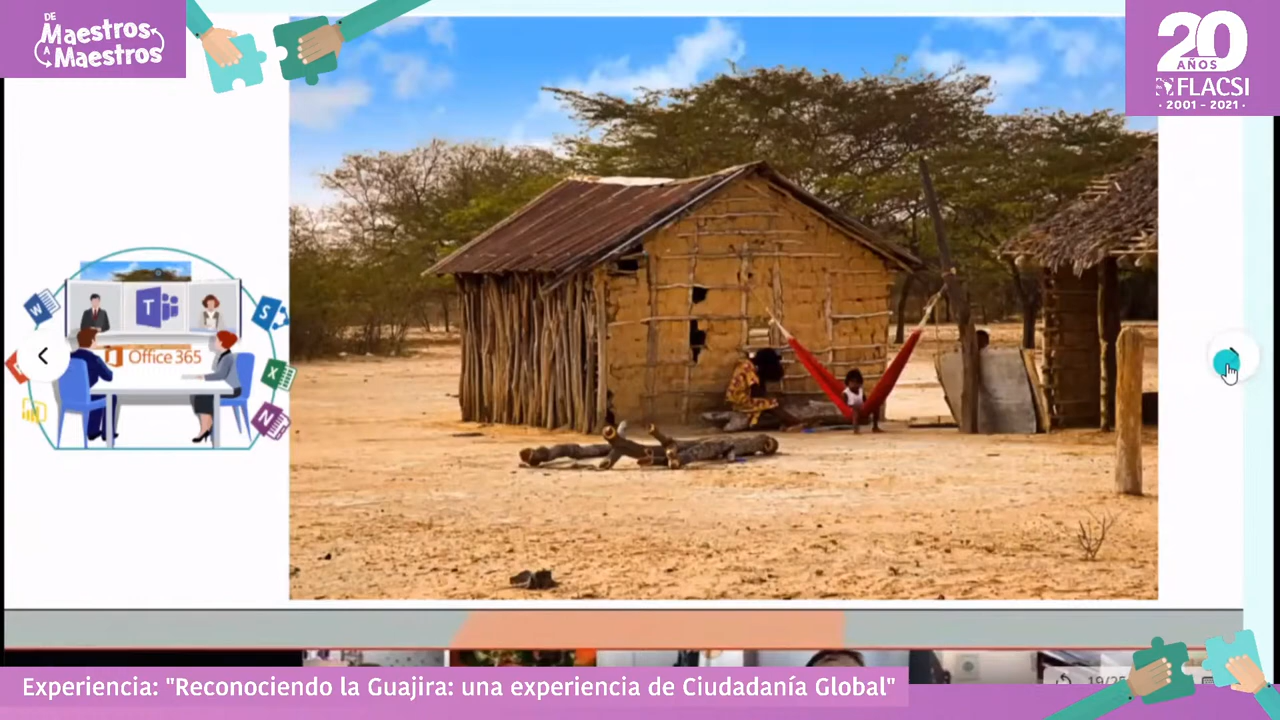 DE
Maestros
A
Maestros
20
AÑOS
FLACSI
· 2001 - 2021 ·
W
T
S
Office 365
X
N
Experiencia: "Reconociendo la Guajira: una experiencia de Ciudadanía Global"